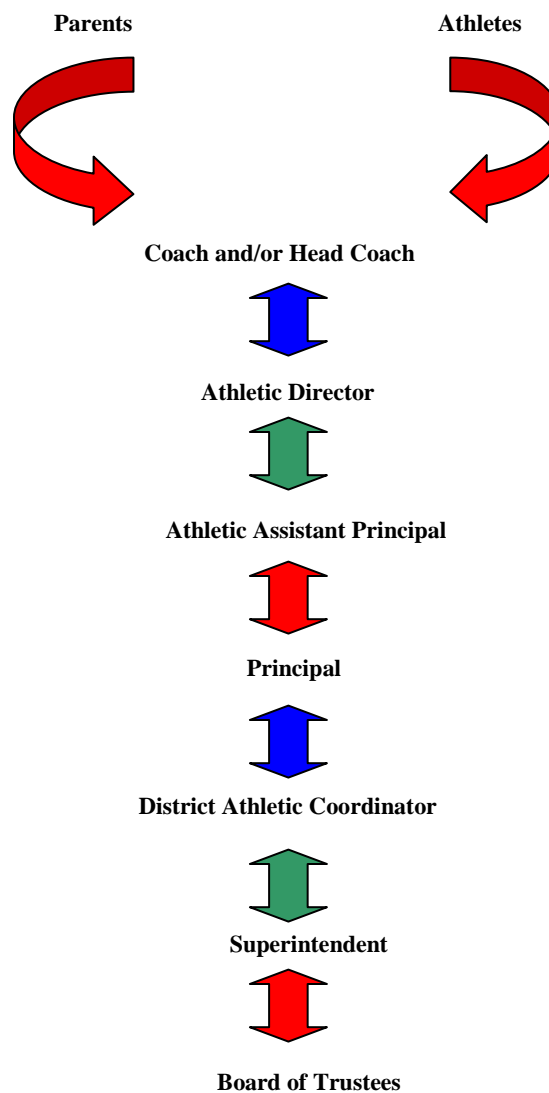 Parents Athletes
Coach and/or Head Coach
Athletic Director
Athletic Assistant Principal
Principal
District Athletic Coordinator
Superintendent
Board of Trustees